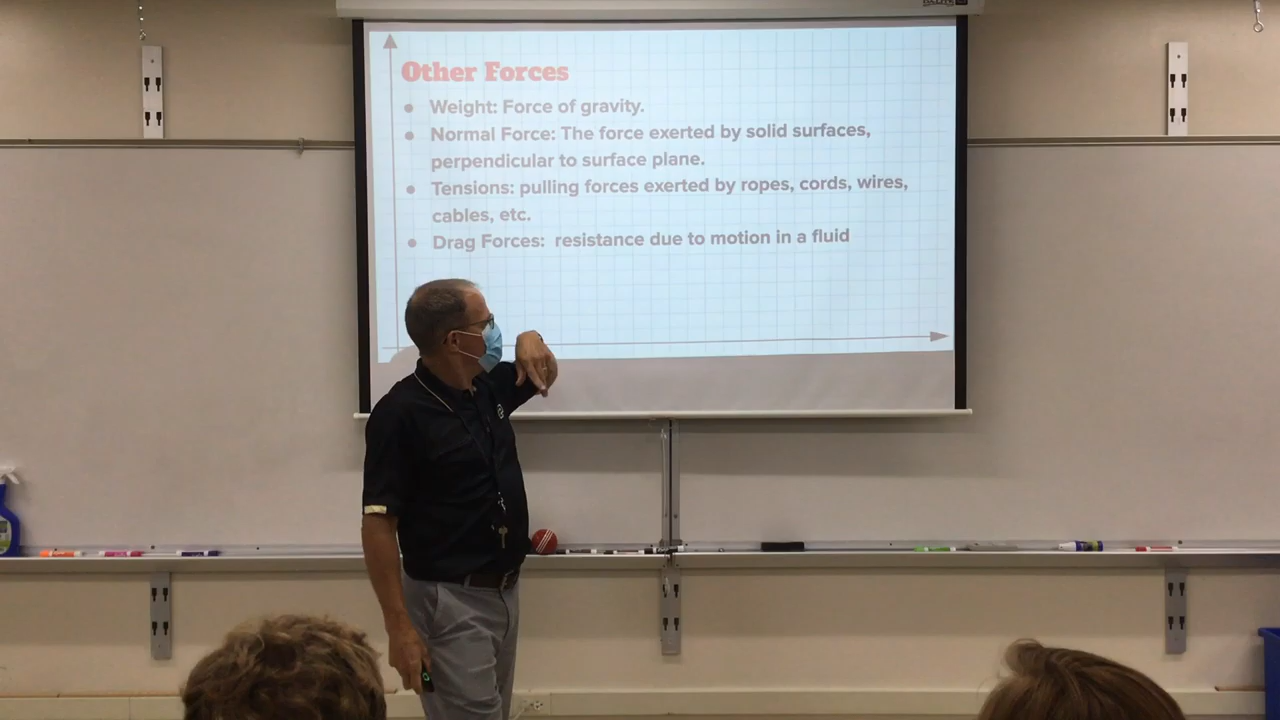 Other Forces
● Weight: Force of gravity.
● Normal Force: The force exerted by solid surfaces,
perpendicular to surface plane.
● Tensions: pulling forces exerted by ropes, cords, wires,
cables, etc.
● Drag Forces: resistance due to motion in a fluid